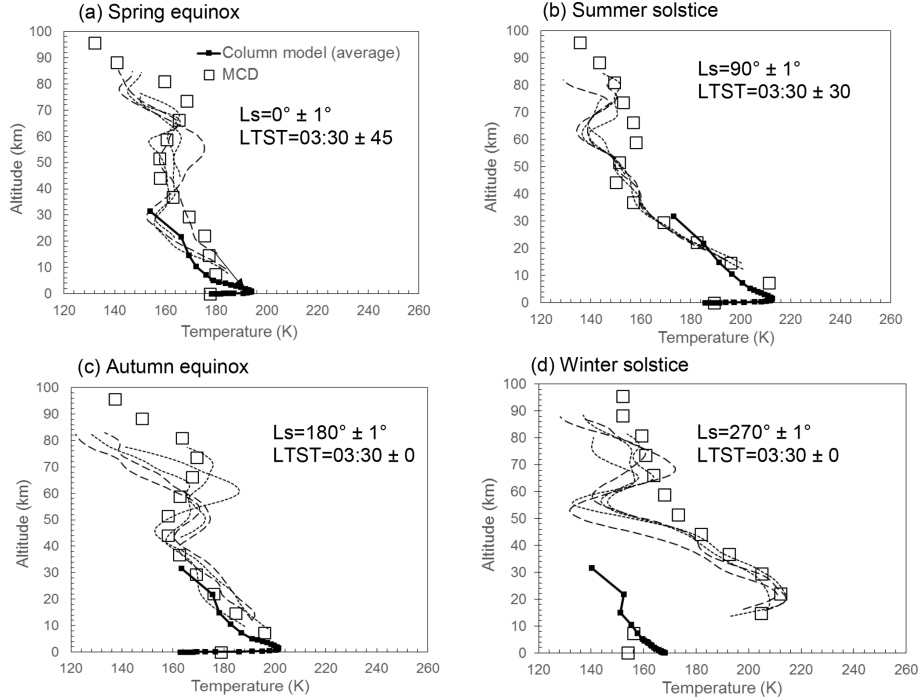 (a) Spring equinox
Column model (average)
MCD
Ls=0° ± 1°
LTST=03:30 ± 45
Altitude (km)
100
90
80
70
60
50
40
30
20
10
0
120 140 160 180 200 220 240 260
Temperature (K)
(b) Summer solstice
Ls=90° ± 1°
LTST=03:30 ± 30
Altitude (km)
100
90
80
70
60
50
40
30
20
10
0
120 140 160 180 200 220 240 260
Temperature (K)
(c) Autumn equinox
Ls=180° ± 1°
LTST=03:30 ± 0
Altitude (km)
100
90
80
70
60
50
40
30
20
10
0
120 140 160 180 200 220 240 260
Temperature (K)
(d) Winter solstice
Ls=270° ± 1°
LTST=03:30 ± 0
Altitude (km)
100
90
80
70
60
50
40
30
20
10
0
120 140 160 180 200 220 240 260
Temperature (K)